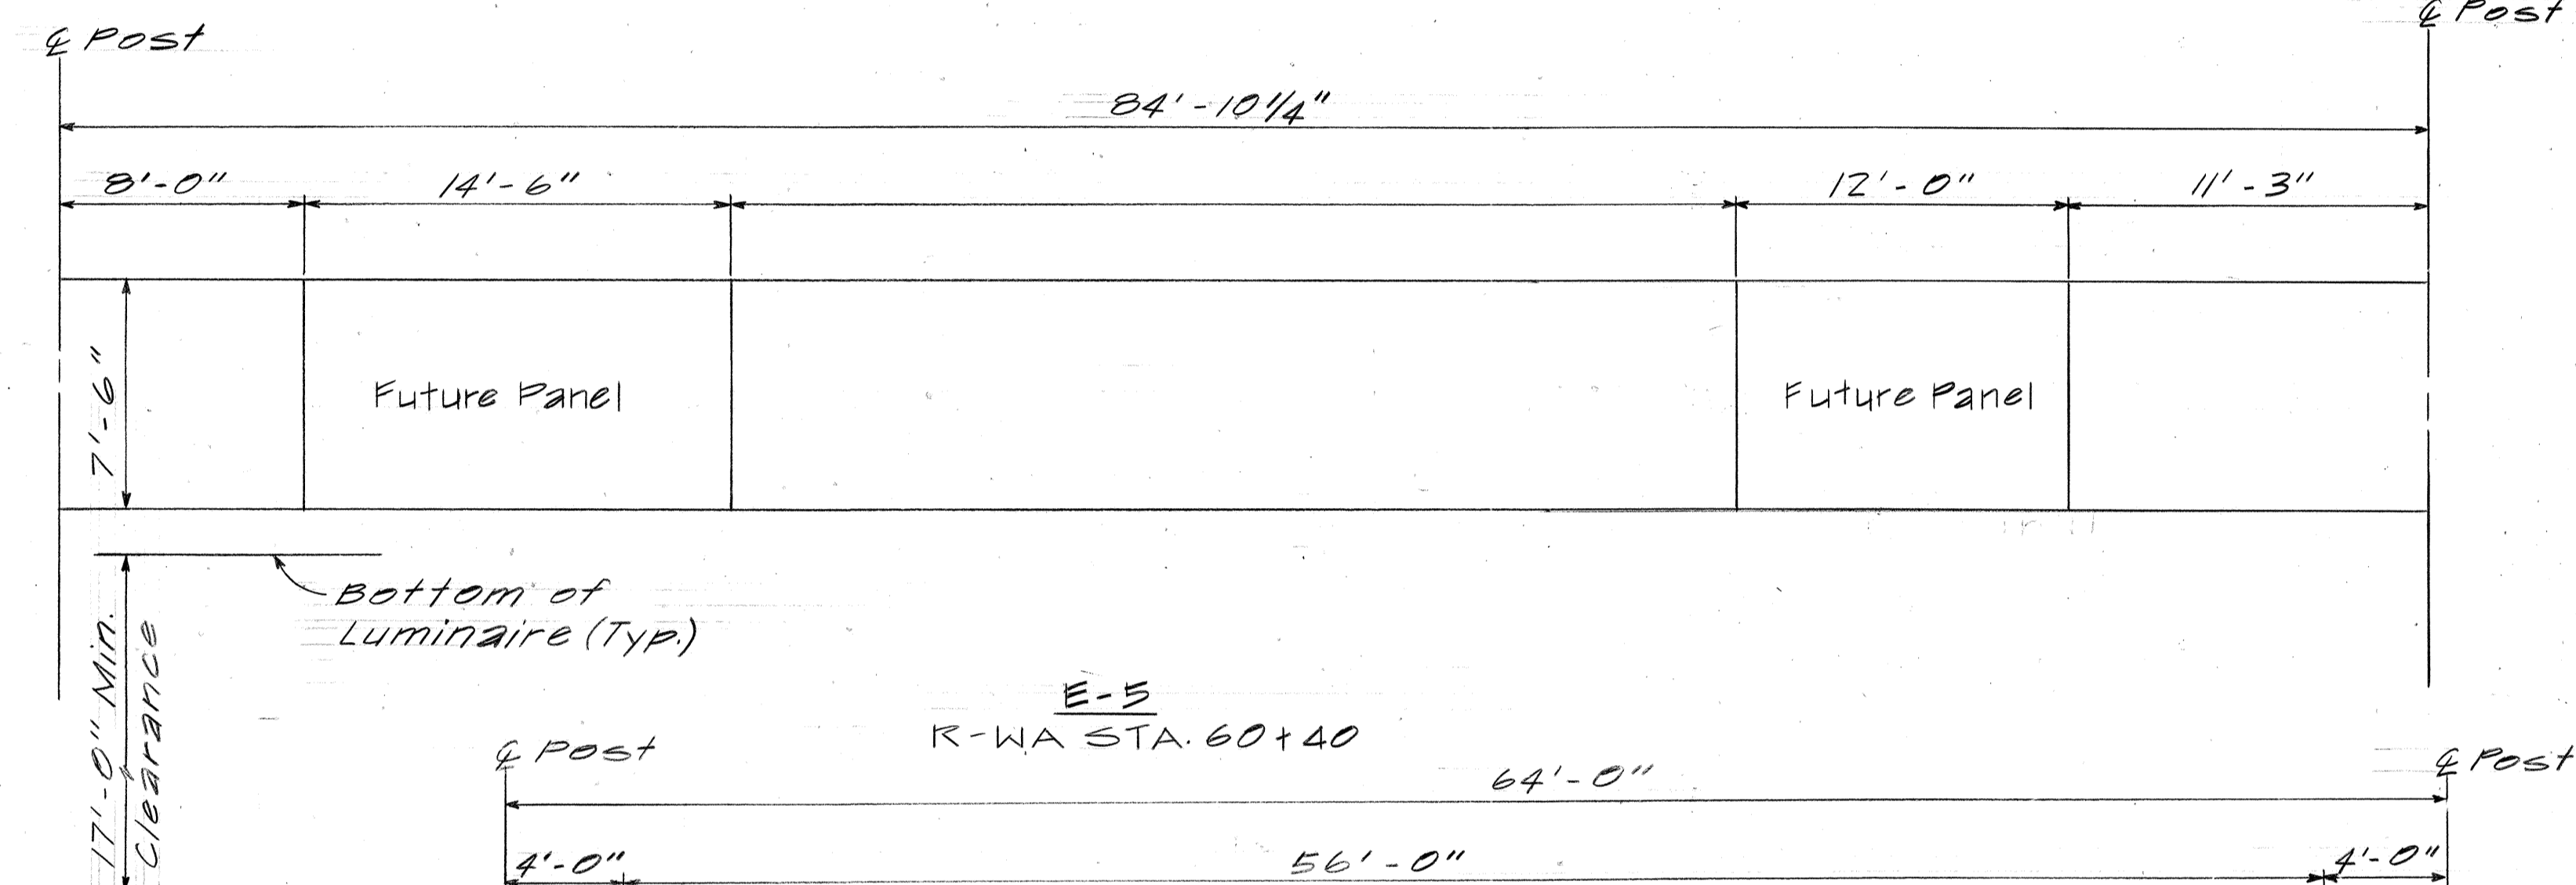 ℄ Post
℄ Post
84'-10 1/4"
8'-0"
14'-6"
12'-0"
11'-3"
7'-6"
Future Panel
Future Panel
Bottom of
Luminaire (Typ.)
17'-0" Min.
Clearance
E-5
R-WA STA. 60+40
℄ Post
℄ Post
64'-0"
4'-0"
56'-0"
4'-0"